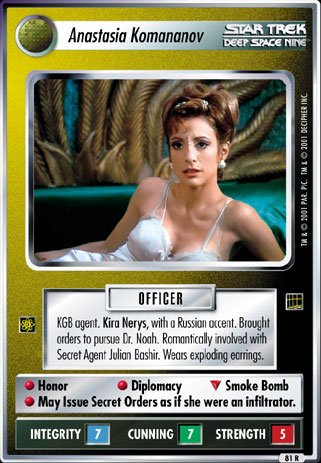 Anastasia Komananov
STAR TREK
DEEP SPACE NINE
TM & © 2001 PAR. PIC. TM & © 2001 DECIPHER INC.
OFFICER
KGB agent. Kira Nerys, with a Russian accent. Brought
orders to pursue Dr. Noah. Romantically involved with
Secret Agent Julian Bashir. Wears exploding earrings.
Honor Diplomacy Smoke Bomb
May Issue Secret Orders as if she were an infiltrator.
INTEGRITY 7 CUNNING 7 STRENGTH 5
81 R